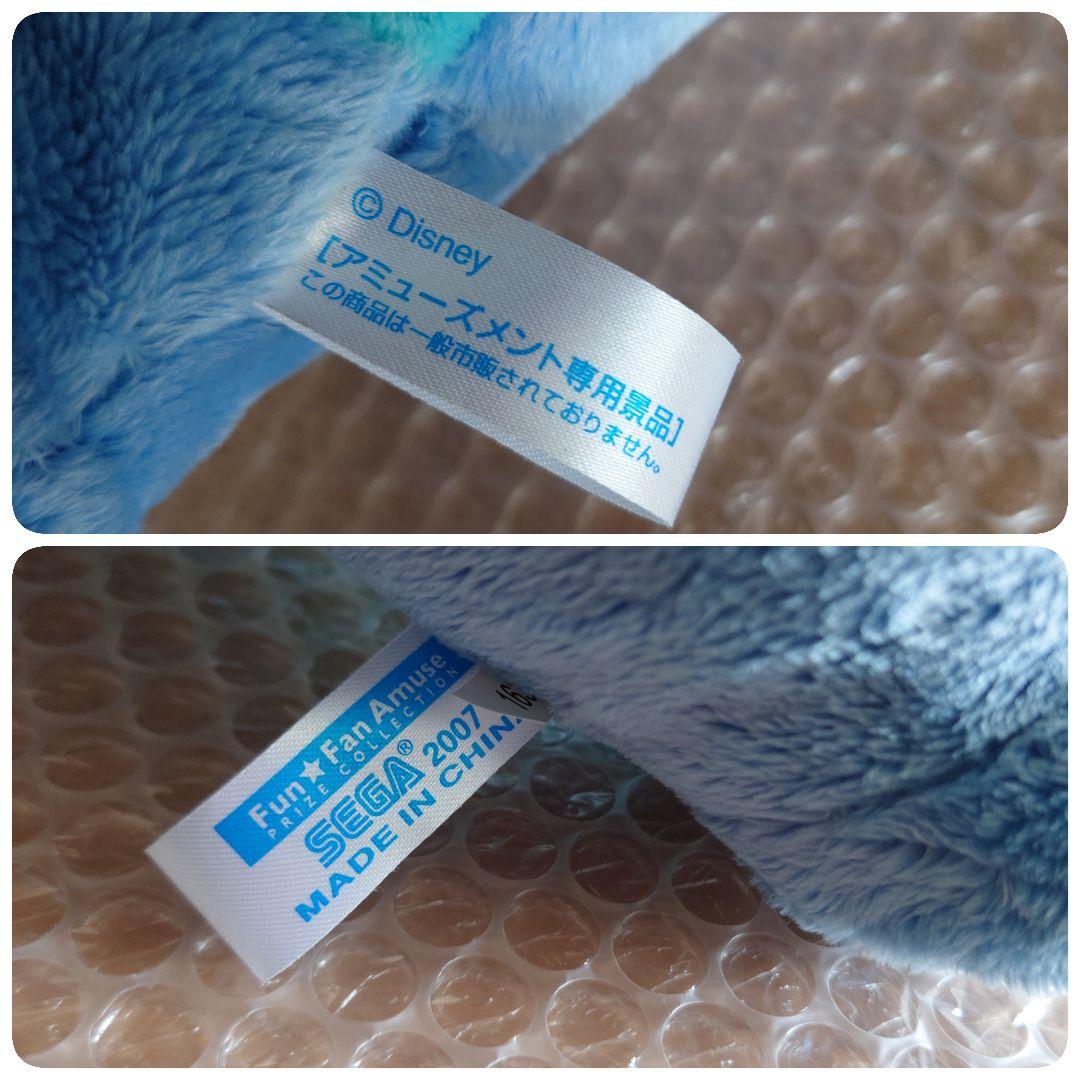 © Disney
[アミューズメント専用景品]
この商品は一般市販されておりません。
Fun★Fan Amuse
PRIZE COLLECTION
SEGA® 2007
MADE IN CHINA